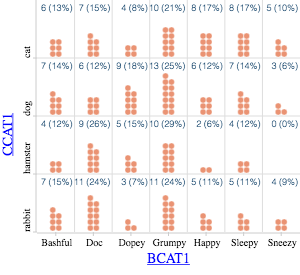 6 (13%) 7 (15%) 4 (8%) 10 (21%) 8 (17%) 8 (17%) 5 (10%)
cat
7 (14%) 6 (12%) 9 (18%) 13 (25%) 6 (12%) 7 (14%) 3 (6%)
dog
4 (12%) 9 (26%) 5 (15%) 10 (29%) 2 (6%) 4 (12%) 0 (0%)
hamster
7 (15%) 11 (24%) 3 (7%) 11 (24%) 5 (11%) 5 (11%) 4 (9%)
rabbit
CCAT1
Bashful Doc Dopey Grumpy Happy Sleepy Sneezy
BCAT1